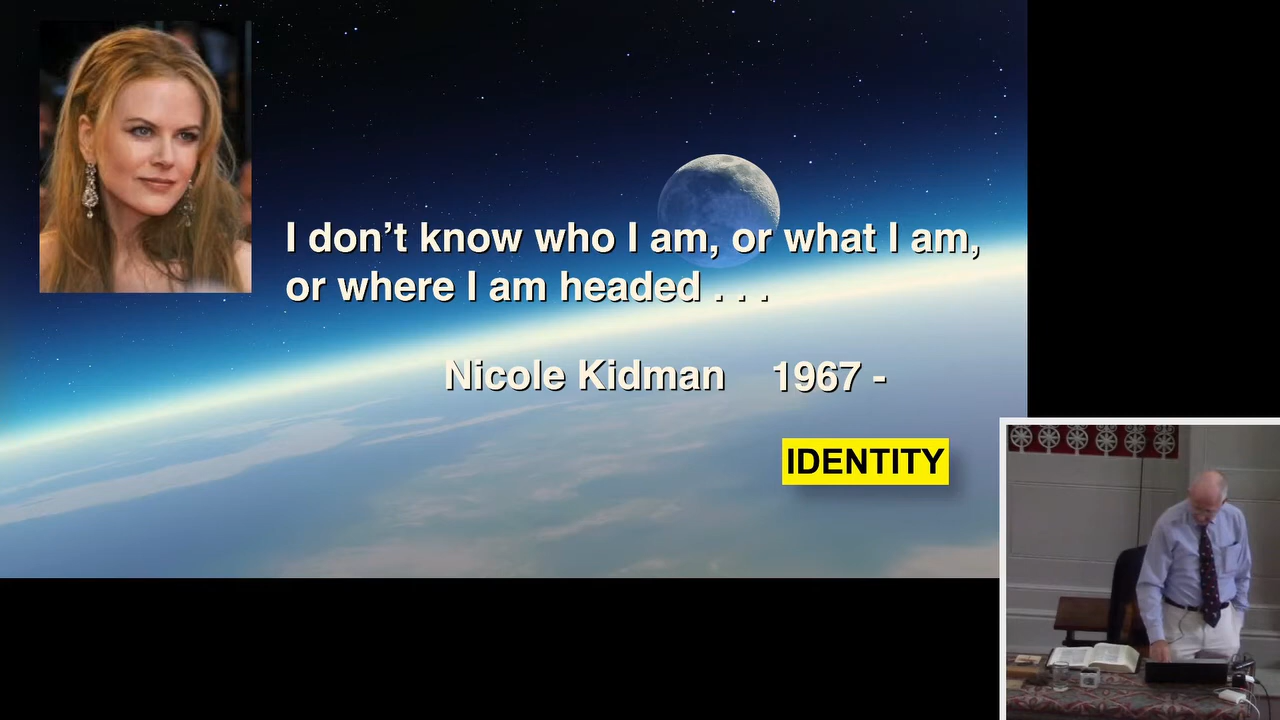 I don’t know who I am, or what I am,
or where I am headed . . .
Nicole Kidman 1967 -
IDENTITY